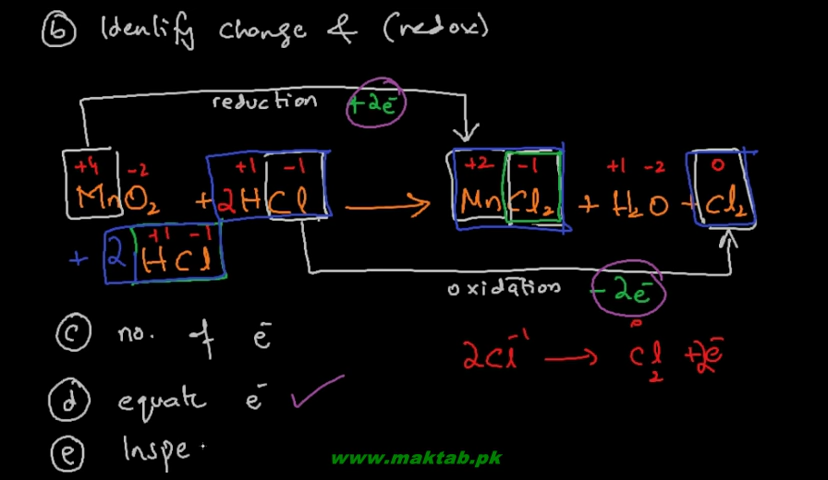 (b) Identify change & (redox)
reduction +2e⁻
+4 -2 +1 -1 +2 -1 +1 -2 0
MnO₂ + 2HCl → MnCl₂ + H₂O + Cl₂
+1 -1
+ 2 HCl
oxidation -2e⁻
(c) no. of e⁻
2Cl⁻¹ → Cl₂⁰ + 2e⁻
(d) equate e⁻ ✓
(e) Inspe.
www.maktab.pk